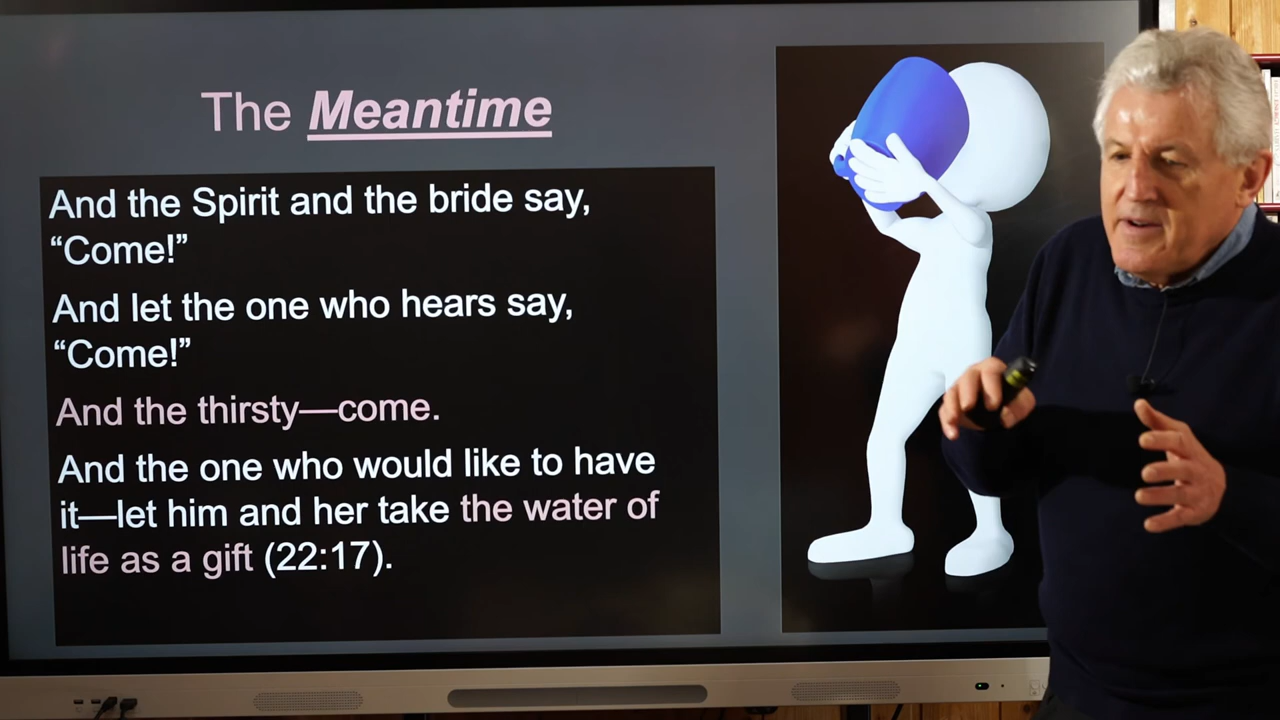 The Meantime
And the Spirit and the bride say,
“Come!”
And let the one who hears say,
“Come!”
And the thirsty—come.
And the one who would like to have
it—let him and her take the water of
life as a gift (22:17).